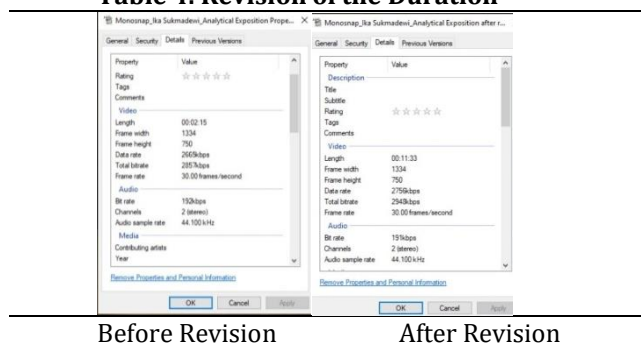 Table 4. Revision of the Duration
Monosnap_Ika Sukmadewi_Analytical Exposition Prope...
General Security Details Previous Versions
Property Value
Rating
Tags
Comments
Video
Length 00:02:15
Frame width 1334
Frame height 750
Data rate 2665kbps
Total bitrate 2857kbps
Frame rate 30.00 frames/second
Audio
Bit rate 192kbps
Channels 2 (stereo)
Audio sample rate 44.100 kHz
Media
Contributing artists
Year
Remove Properties and Personal Information
OK Cancel Apply
Monosnap_Ika Sukmadewi_Analytical Exposition after r...
General Security Details Previous Versions
Property Value
Description
Title
Subtitle
Rating
Tags
Comments
Video
Length 00:11:33
Frame width 1334
Frame height 750
Data rate 2756kbps
Total bitrate 2948kbps
Frame rate 30.00 frames/second
Audio
Bit rate 191kbps
Channels 2 (stereo)
Audio sample rate 44.100 kHz
Remove Properties and Personal Information
OK Cancel Apply
Before Revision After Revision